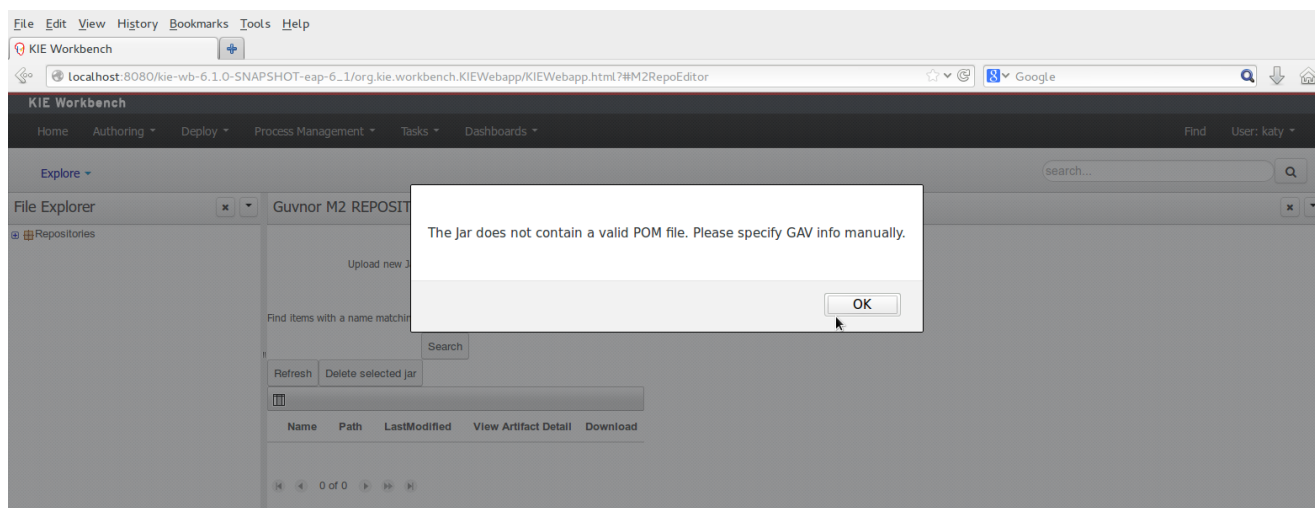 File Edit View History Bookmarks Tools Help
KIE Workbench
localhost:8080/kie-wb-6.1.0-SNAPSHOT-eap-6_1/org.kie.workbench.KIEWebapp/KIEWebapp.html?#M2RepoEditor
Google
KIE Workbench
Home Authoring Deploy Process Management Tasks Dashboards Find User: katy
Explore search...
File Explorer Guvnor M2 REPOSIT
Repositories
The Jar does not contain a valid POM file. Please specify GAV info manually.
Upload new J
OK
Find items with a name matchin
Search
Refresh Delete selected jar
Name Path LastModified View Artifact Detail Download
0 of 0